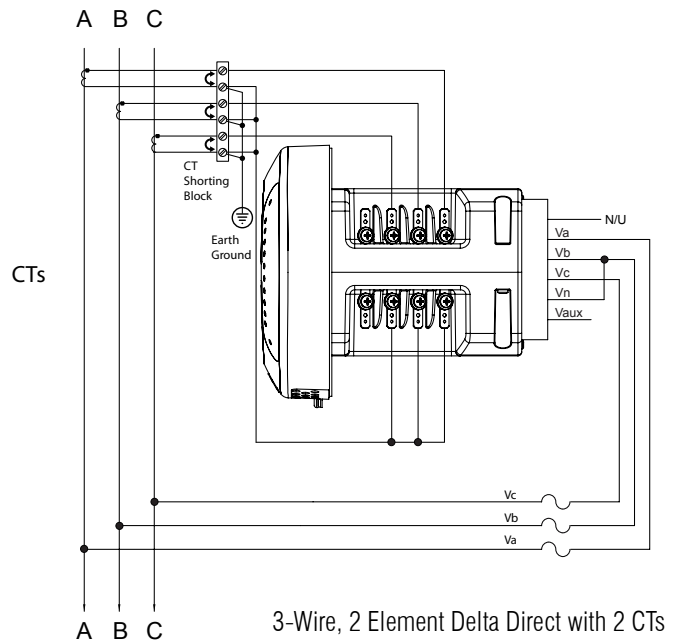 A B C
CT
Shorting
Block
Earth
Ground
CTs
N/U
Va
Vb
Vc
Vn
Vaux
Vc
Vb
Va
A B C
3-Wire, 2 Element Delta Direct with 2 CTs